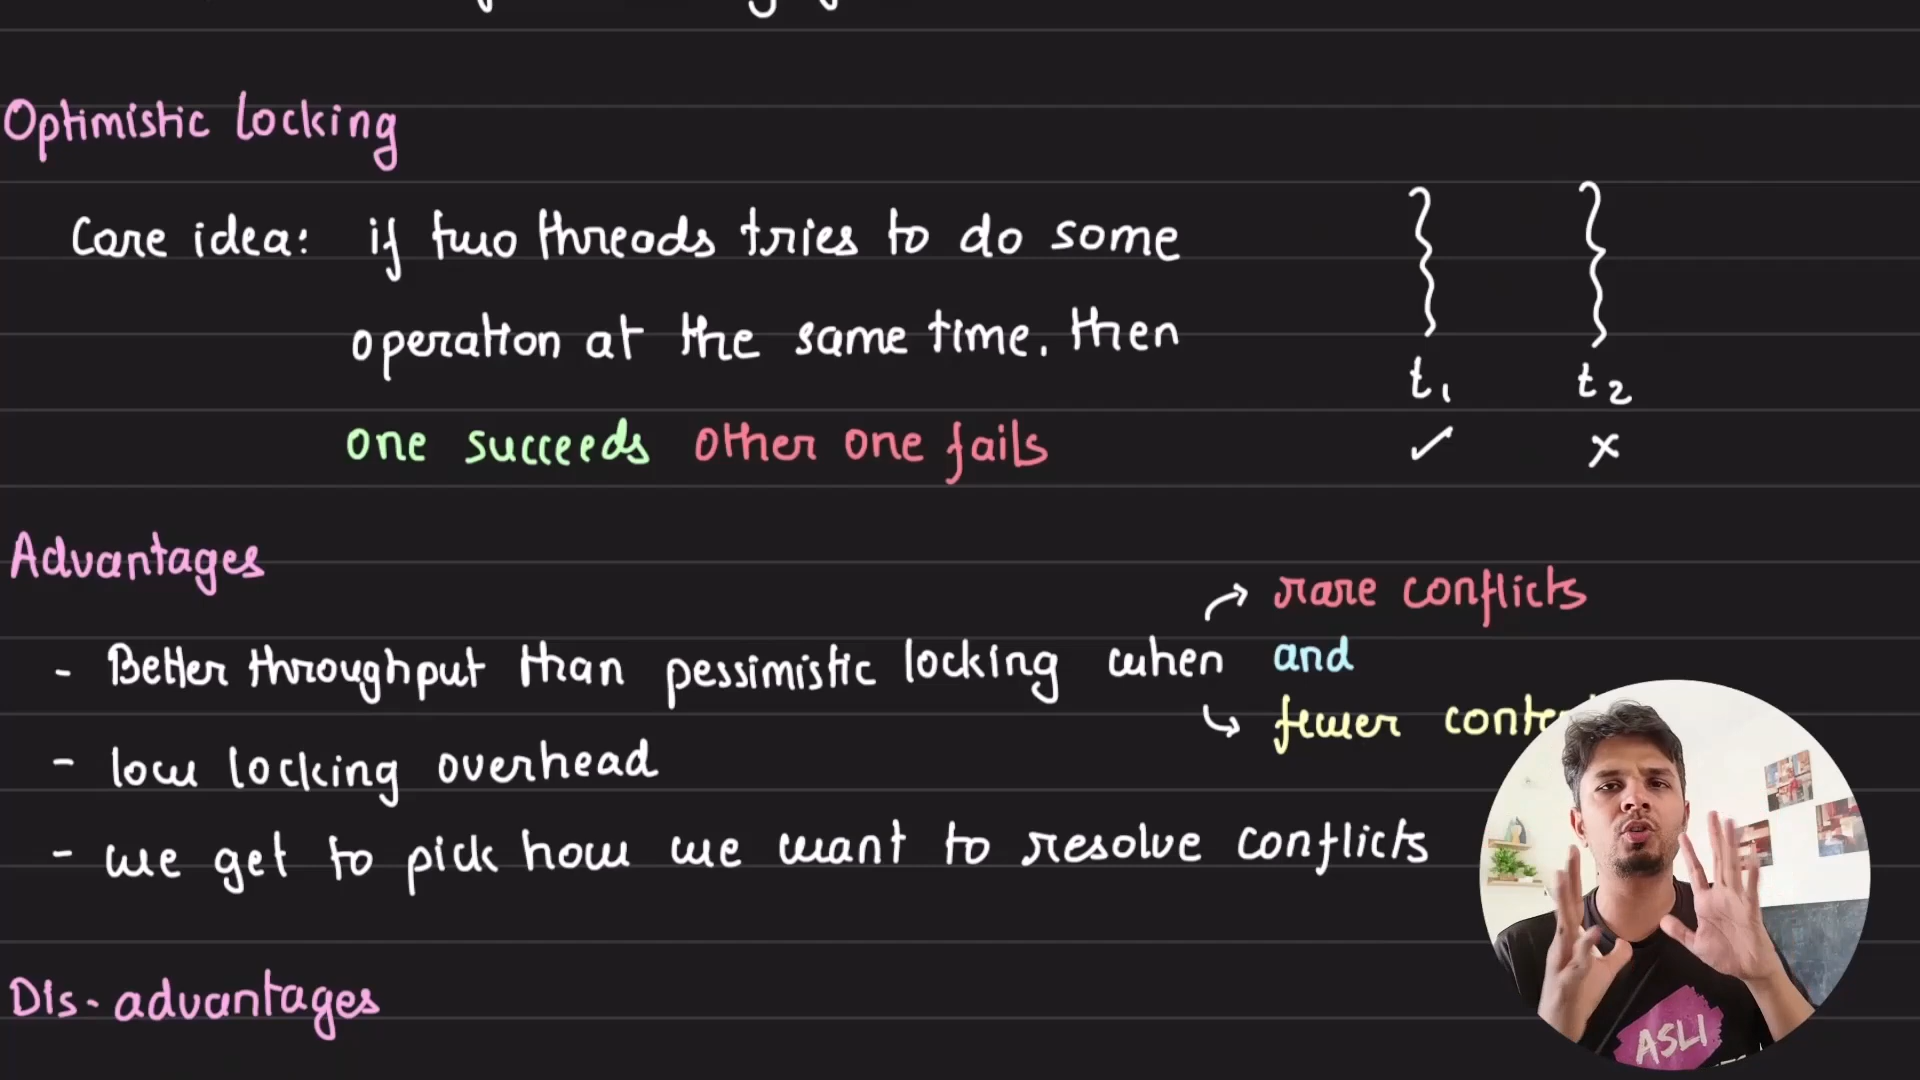 Optimistic locking
Core idea: if two threads tries to do some
operation at the same time, then
one succeeds other one fails
t1 t2
Advantages
rare conflicts
- Better throughput than pessimistic locking when and
fewer
- low locking overhead
- we get to pick how we want to resolve conflicts
Dis-advantages
ASLI